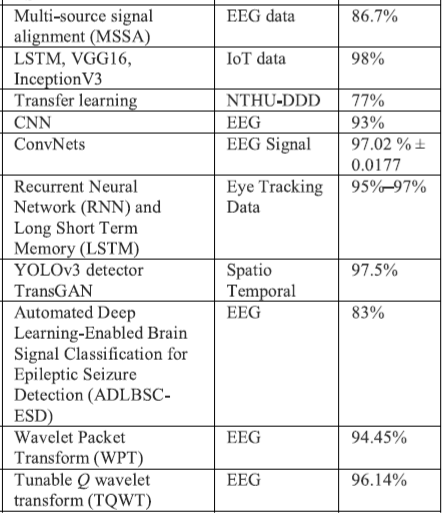 Multi-source signal alignment (MSSA) EEG data 86.7%
LSTM, VGG16, InceptionV3 IoT data 98%
Transfer learning NTHU-DDD 77%
CNN EEG 93%
ConvNets EEG Signal 97.02 % ± 0.0177
Recurrent Neural Network (RNN) and Long Short Term Memory (LSTM) Eye Tracking Data 95%–97%
YOLOv3 detector TransGAN Spatio Temporal 97.5%
Automated Deep Learning-Enabled Brain Signal Classification for Epileptic Seizure Detection (ADLBSC-ESD) EEG 83%
Wavelet Packet Transform (WPT) EEG 94.45%
Tunable Q wavelet transform (TQWT) EEG 96.14%